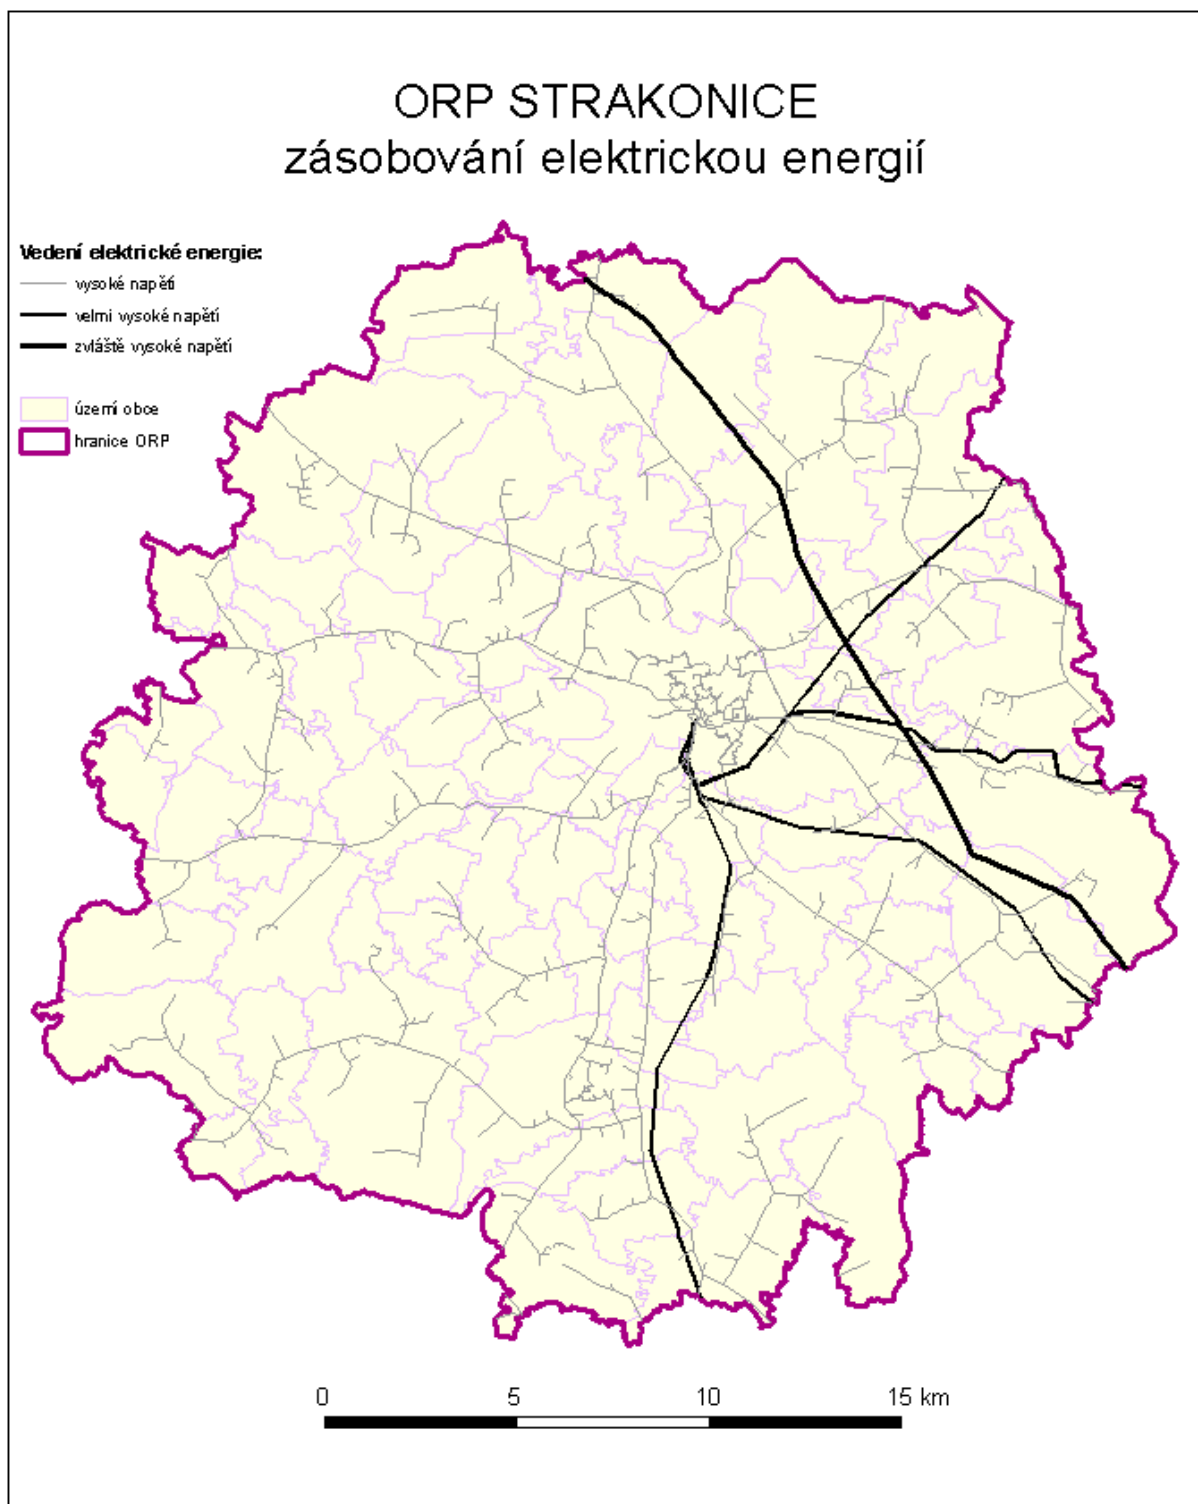 ORP STRAKONICE
zásobování elektrickou energií
Vedení elektrické energie:
vysoké napětí
velmi vysoké napětí
zvláště vysoké napětí
území obce
hranice ORP
0 5 10 15 km